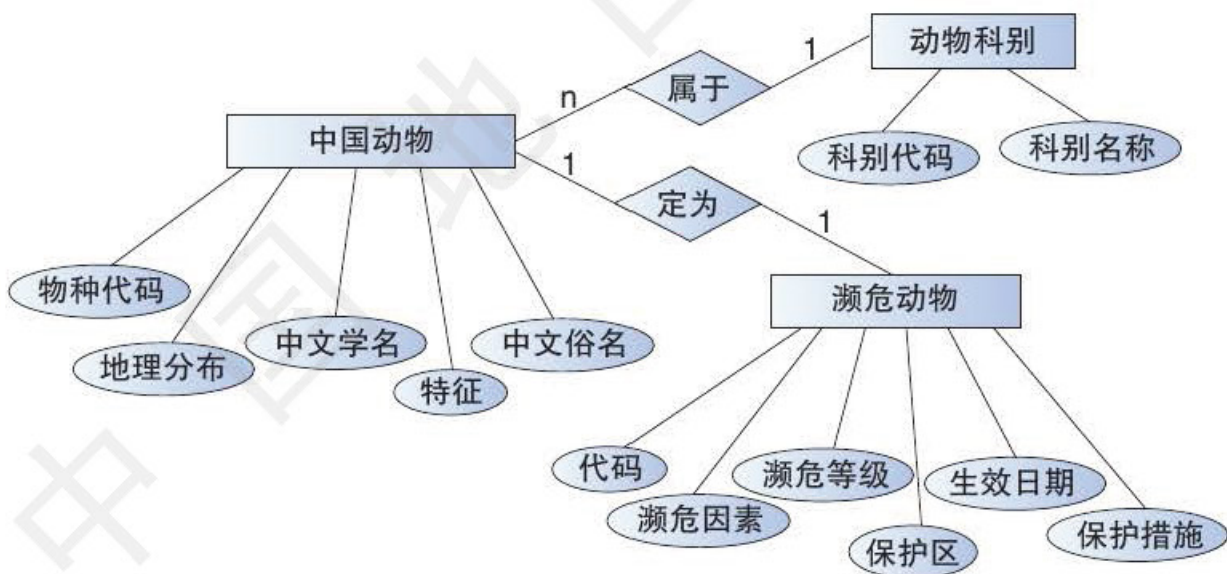 动物科别
1
属于
n
中国动物
科别代码
科别名称
1
定为
1
物种代码
濒危动物
中文学名
中文俗名
地理分布
特征
代码
濒危等级
生效日期
濒危因素
保护区
保护措施
中国地